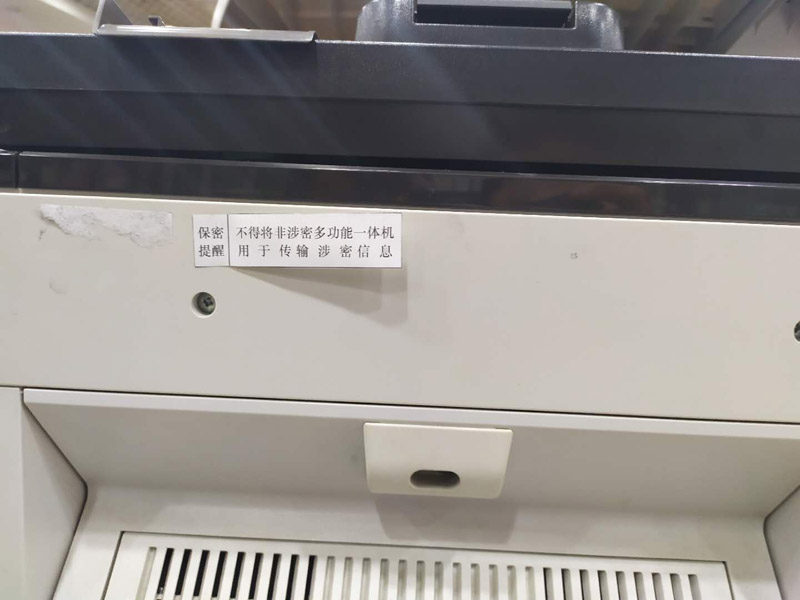 保密 不得将非涉密多功能一体机
提醒 用于传输涉密信息